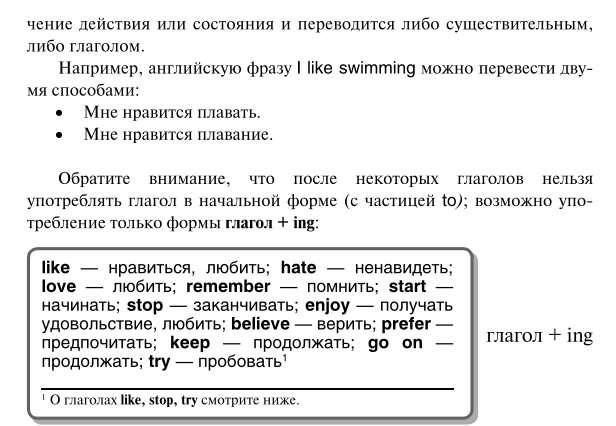 чение действия или состояния и переводится либо существительным,
либо глаголом.
Например, английскую фразу I like swimming можно перевести дву-
мя способами:
• Мне нравится плавать.
• Мне нравится плавание.
Обратите внимание, что после некоторых глаголов нельзя
употреблять глагол в начальной форме (с частицей to); возможно упо-
требление только формы глагол + ing:
like — нравиться, любить; hate — ненавидеть;
love — любить; remember — помнить; start —
начинать; stop — заканчивать; enjoy — получать
удовольствие, любить; believe — верить; prefer —
предпочитать; keep — продолжать; go on —
продолжать; try — пробовать¹
глагол + ing
¹ О глаголах like, stop, try смотрите ниже.